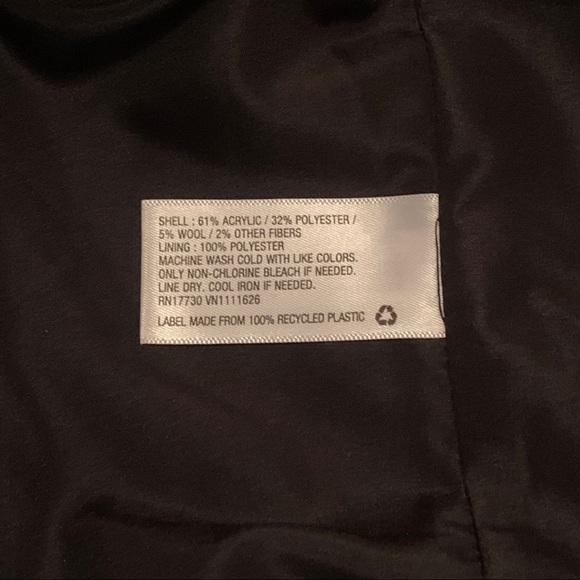 SHELL : 61% ACRYLIC / 32% POLYESTER /
5% WOOL / 2% OTHER FIBERS
LINING : 100% POLYESTER
MACHINE WASH COLD WITH LIKE COLORS.
ONLY NON-CHLORINE BLEACH IF NEEDED.
LINE DRY. COOL IRON IF NEEDED.
RN17730 VN1111626
LABEL MADE FROM 100% RECYCLED PLASTIC